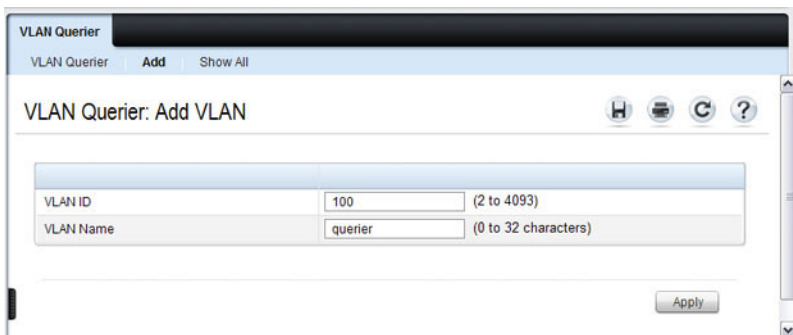 VLAN Querier
VLAN Querier Add Show All
VLAN Querier: Add VLAN
VLAN ID 100 (2 to 4093)
VLAN Name querier (0 to 32 characters)
Apply